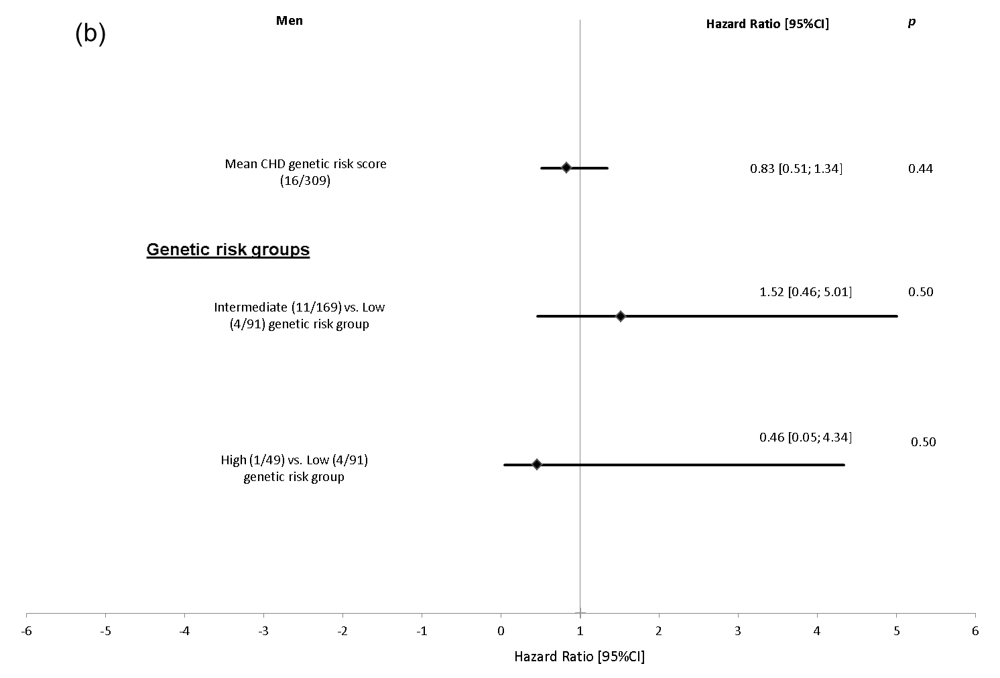 (b)
Men
Hazard Ratio [95%CI]
p
Mean CHD genetic risk score
(16/309)
0.83 [0.51; 1.34]
0.44
Genetic risk groups
1.52 [0.46; 5.01]
0.50
Intermediate (11/169) vs. Low
(4/91) genetic risk group
0.46 [0.05; 4.34]
0.50
High (1/49) vs. Low (4/91)
genetic risk group
-6 -5 -4 -3 -2 -1 0 1 2 3 4 5 6
Hazard Ratio [95%CI]